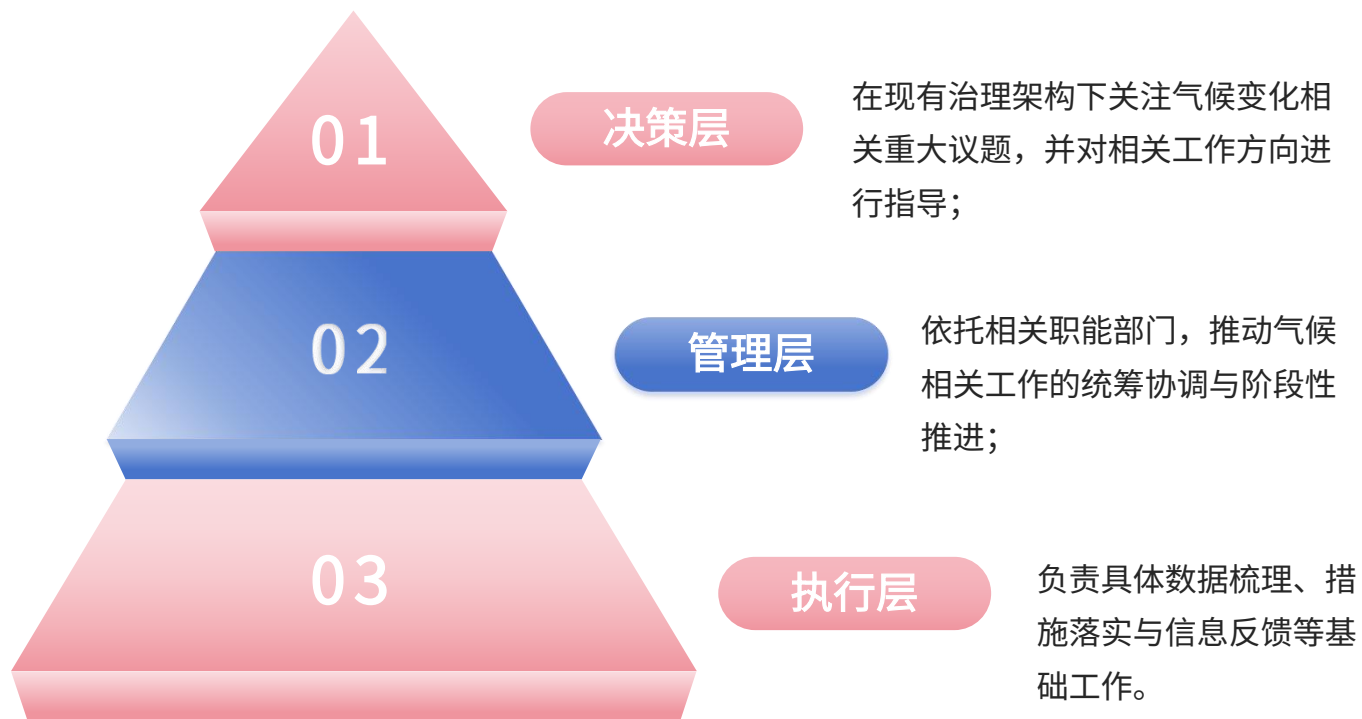 01
决策层
在现有治理架构下关注气候变化相
关重大议题，并对相关工作方向进
行指导；
02
管理层
依托相关职能部门，推动气候
相关工作的统筹协调与阶段性
推进；
03
执行层
负责具体数据梳理、措
施落实与信息反馈等基
础工作。